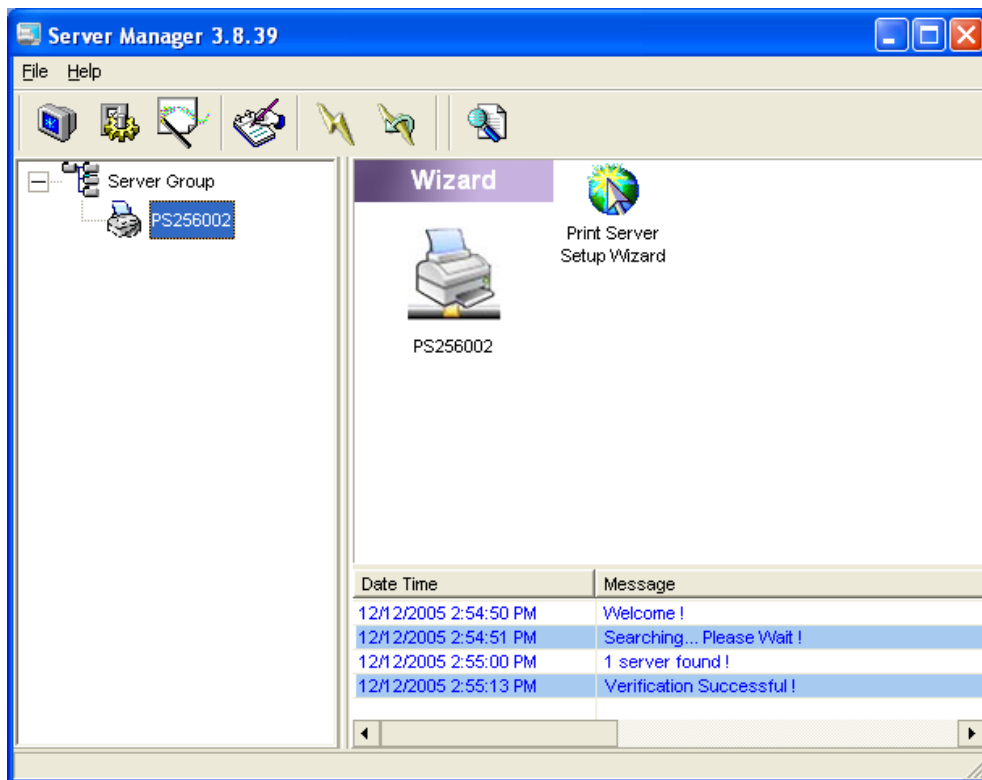 Server Manager 3.8.39
File Help
Server Group
PS256002
Wizard
PS256002
Print Server
Setup Wizard
Date Time Message
12/12/2005 2:54:50 PM Welcome !
12/12/2005 2:54:51 PM Searching... Please Wait !
12/12/2005 2:55:00 PM 1 server found !
12/12/2005 2:55:13 PM Verification Successful !